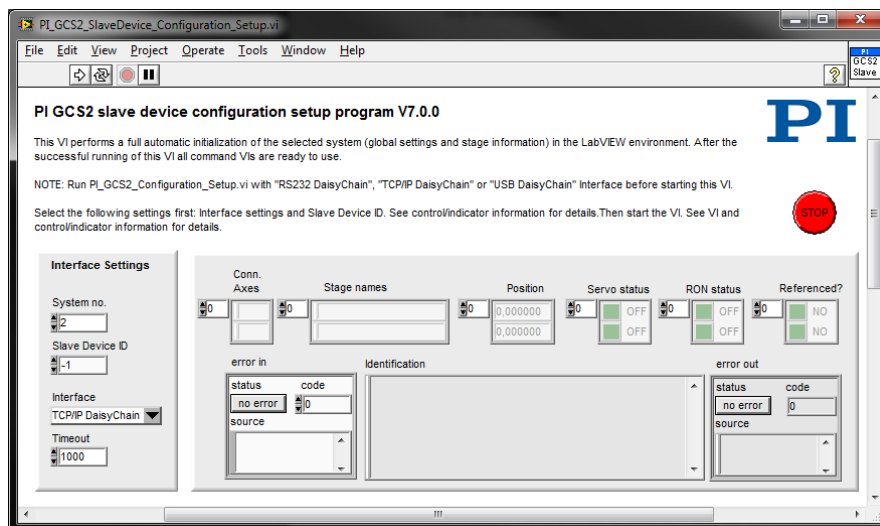 PI_GCS2_SlaveDevice_Configuration_Setup.vi
File Edit View Project Operate Tools Window Help
PI
GCS2
Slave
PI GCS2 slave device configuration setup program V7.0.0
PI
This VI performs a full automatic initialization of the selected system (global settings and stage information) in the LabVIEW environment. After the
successful running of this VI all command VIs are ready to use.
NOTE: Run PI_GCS2_Configuration_Setup.vi with "RS232 DaisyChain", "TCP/IP DaisyChain" or "USB DaisyChain" Interface before starting this VI.
Select the following settings first: Interface settings and Slave Device ID. See control/indicator information for details.Then start the VI. See VI and
control/indicator information for details.
STOP
Interface Settings
System no.
2
Slave Device ID
-1
Interface
TCP/IP DaisyChain
Timeout
1000
Conn.
Axes Stage names Position Servo status RON status Referenced?
0 0 0 0,000000 0 OFF 0 OFF 0 NO
0,000000 OFF OFF NO
error in Identification error out
status code
no error 0
source
status code
no error 0
source